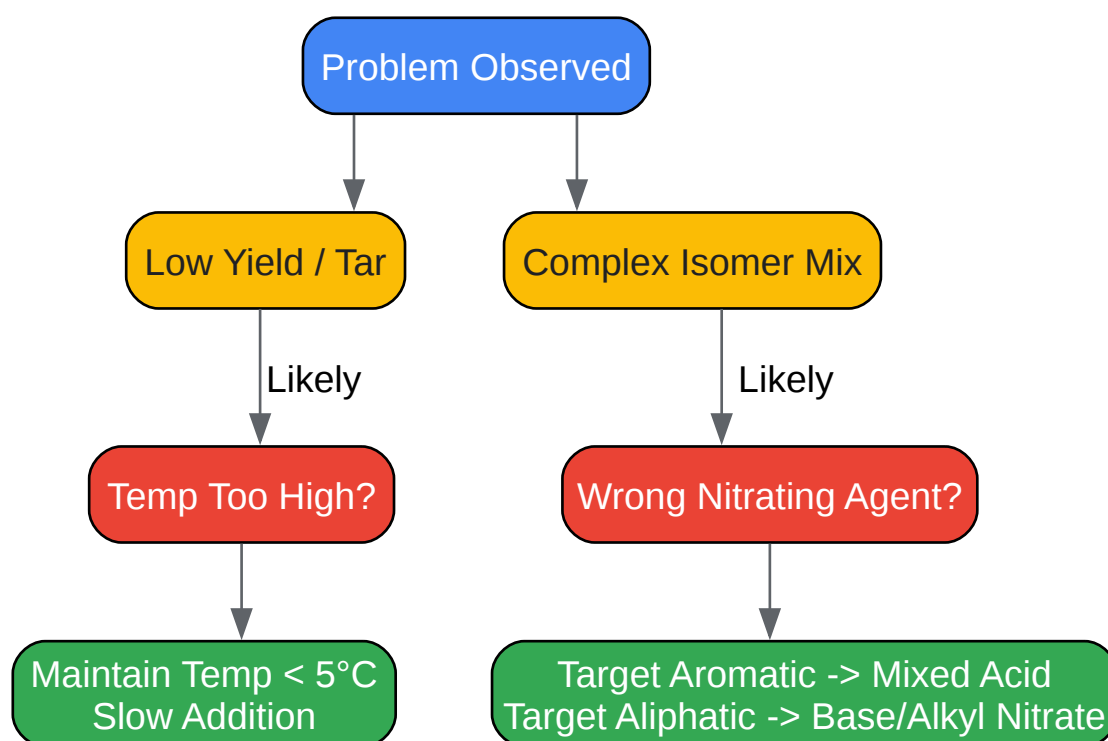 Problem Observed
Low Yield / Tar
Complex Isomer Mix
Likely
Likely
Temp Too High?
Wrong Nitrating Agent?
Maintain Temp < 5°C
Slow Addition
Target Aromatic -> Mixed Acid
Target Aliphatic -> Base/Alkyl Nitrate